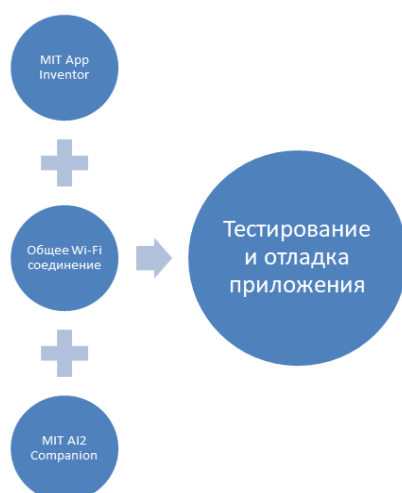 MIT App
Inventor
Общее Wi-Fi
соединение
Тестирование
и отладка
приложения
MIT AI2
Companion